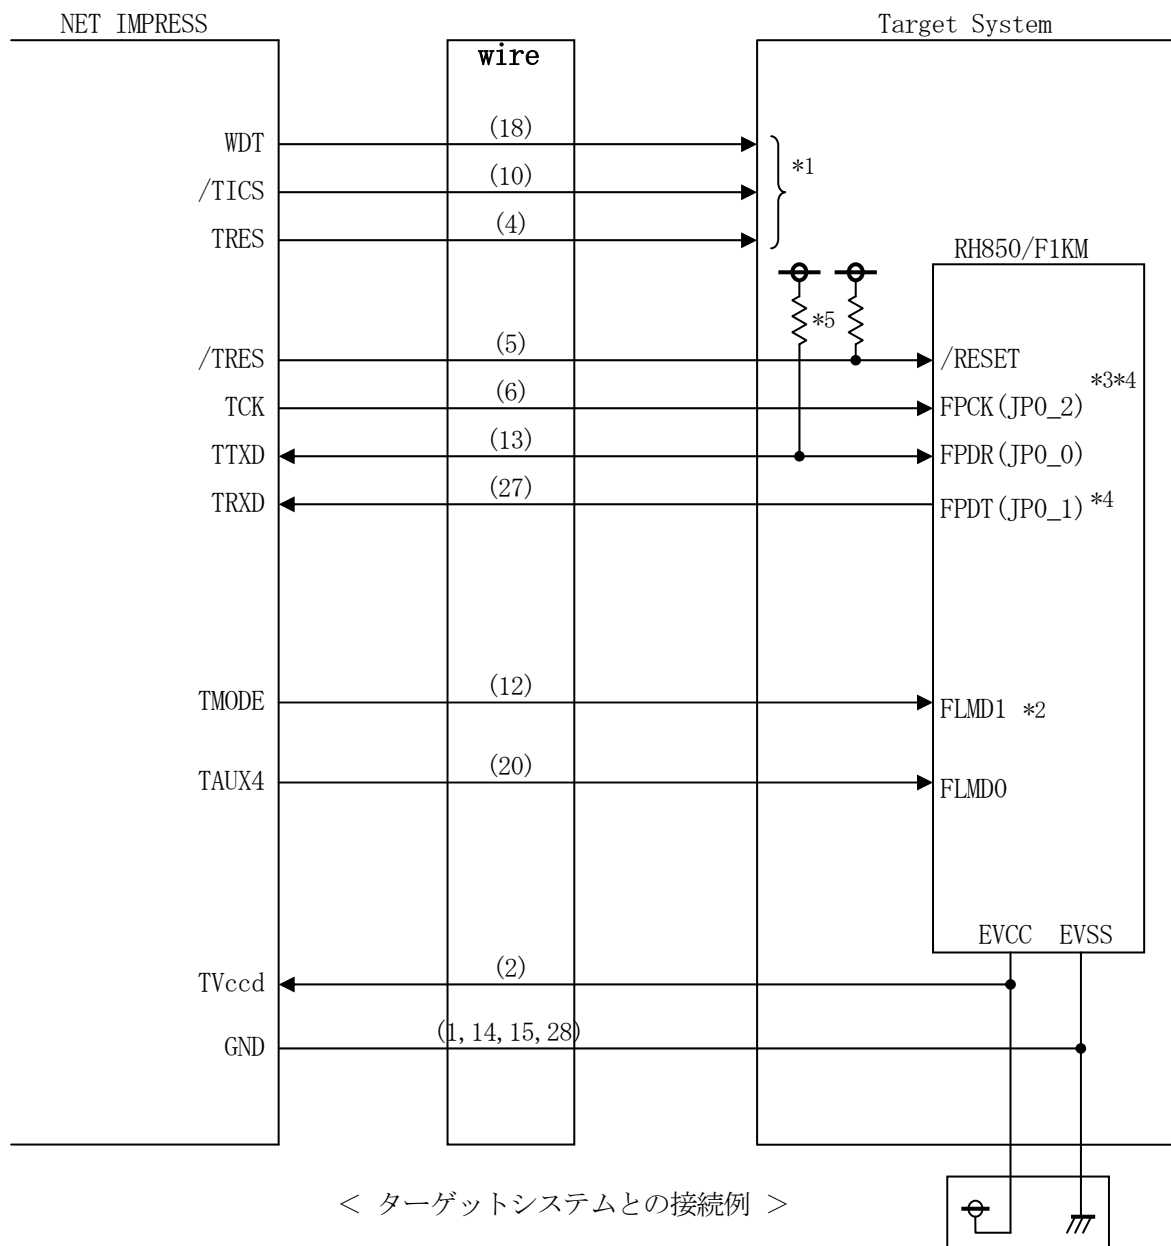 NET IMPRESS
Target System
wire
WDT (18)
*1
/TICS (10)
TRES (4)
RH850/F1KM
*5
/TRES (5) /RESET
*3*4
TCK (6) FPCK(JP0_2)
TTXD (13) FPDR(JP0_0)
TRXD (27) FPDT(JP0_1) *4
TMODE (12) FLMD1 *2
TAUX4 (20) FLMD0
EVCC EVSS
TVccd (2)
GND (1,14,15,28)
< ターゲットシステムとの接続例 >